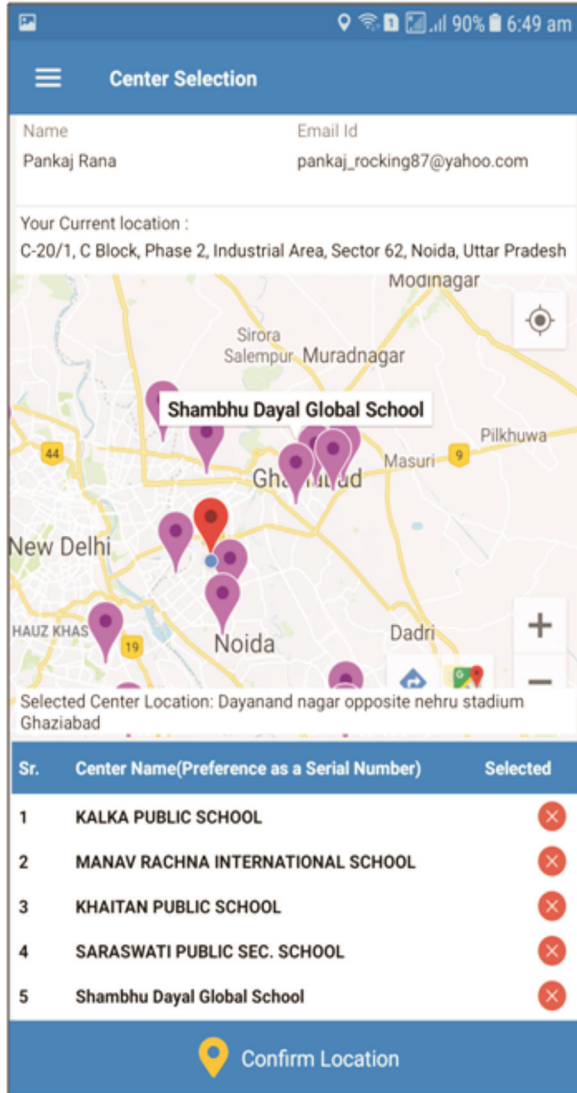 90% 6:49 am
Center Selection
Name Email Id
Pankaj Rana pankaj_rocking87@yahoo.com
Your Current location :
C-20/1, C Block, Phase 2, Industrial Area, Sector 62, Noida, Uttar Pradesh
Modinagar
Sirora
Salempur Muradnagar
Shambhu Dayal Global School
Pilkhuwa
44
Masuri 9
New Delhi
HAUZ KHAS
19
Noida
Dadri
Selected Center Location: Dayanand nagar opposite nehru stadium
Ghaziabad
Sr. Center Name(Preference as a Serial Number) Selected
1 KALKA PUBLIC SCHOOL
2 MANAV RACHNA INTERNATIONAL SCHOOL
3 KHAITAN PUBLIC SCHOOL
4 SARASWATI PUBLIC SEC. SCHOOL
5 Shambhu Dayal Global School
Confirm Location